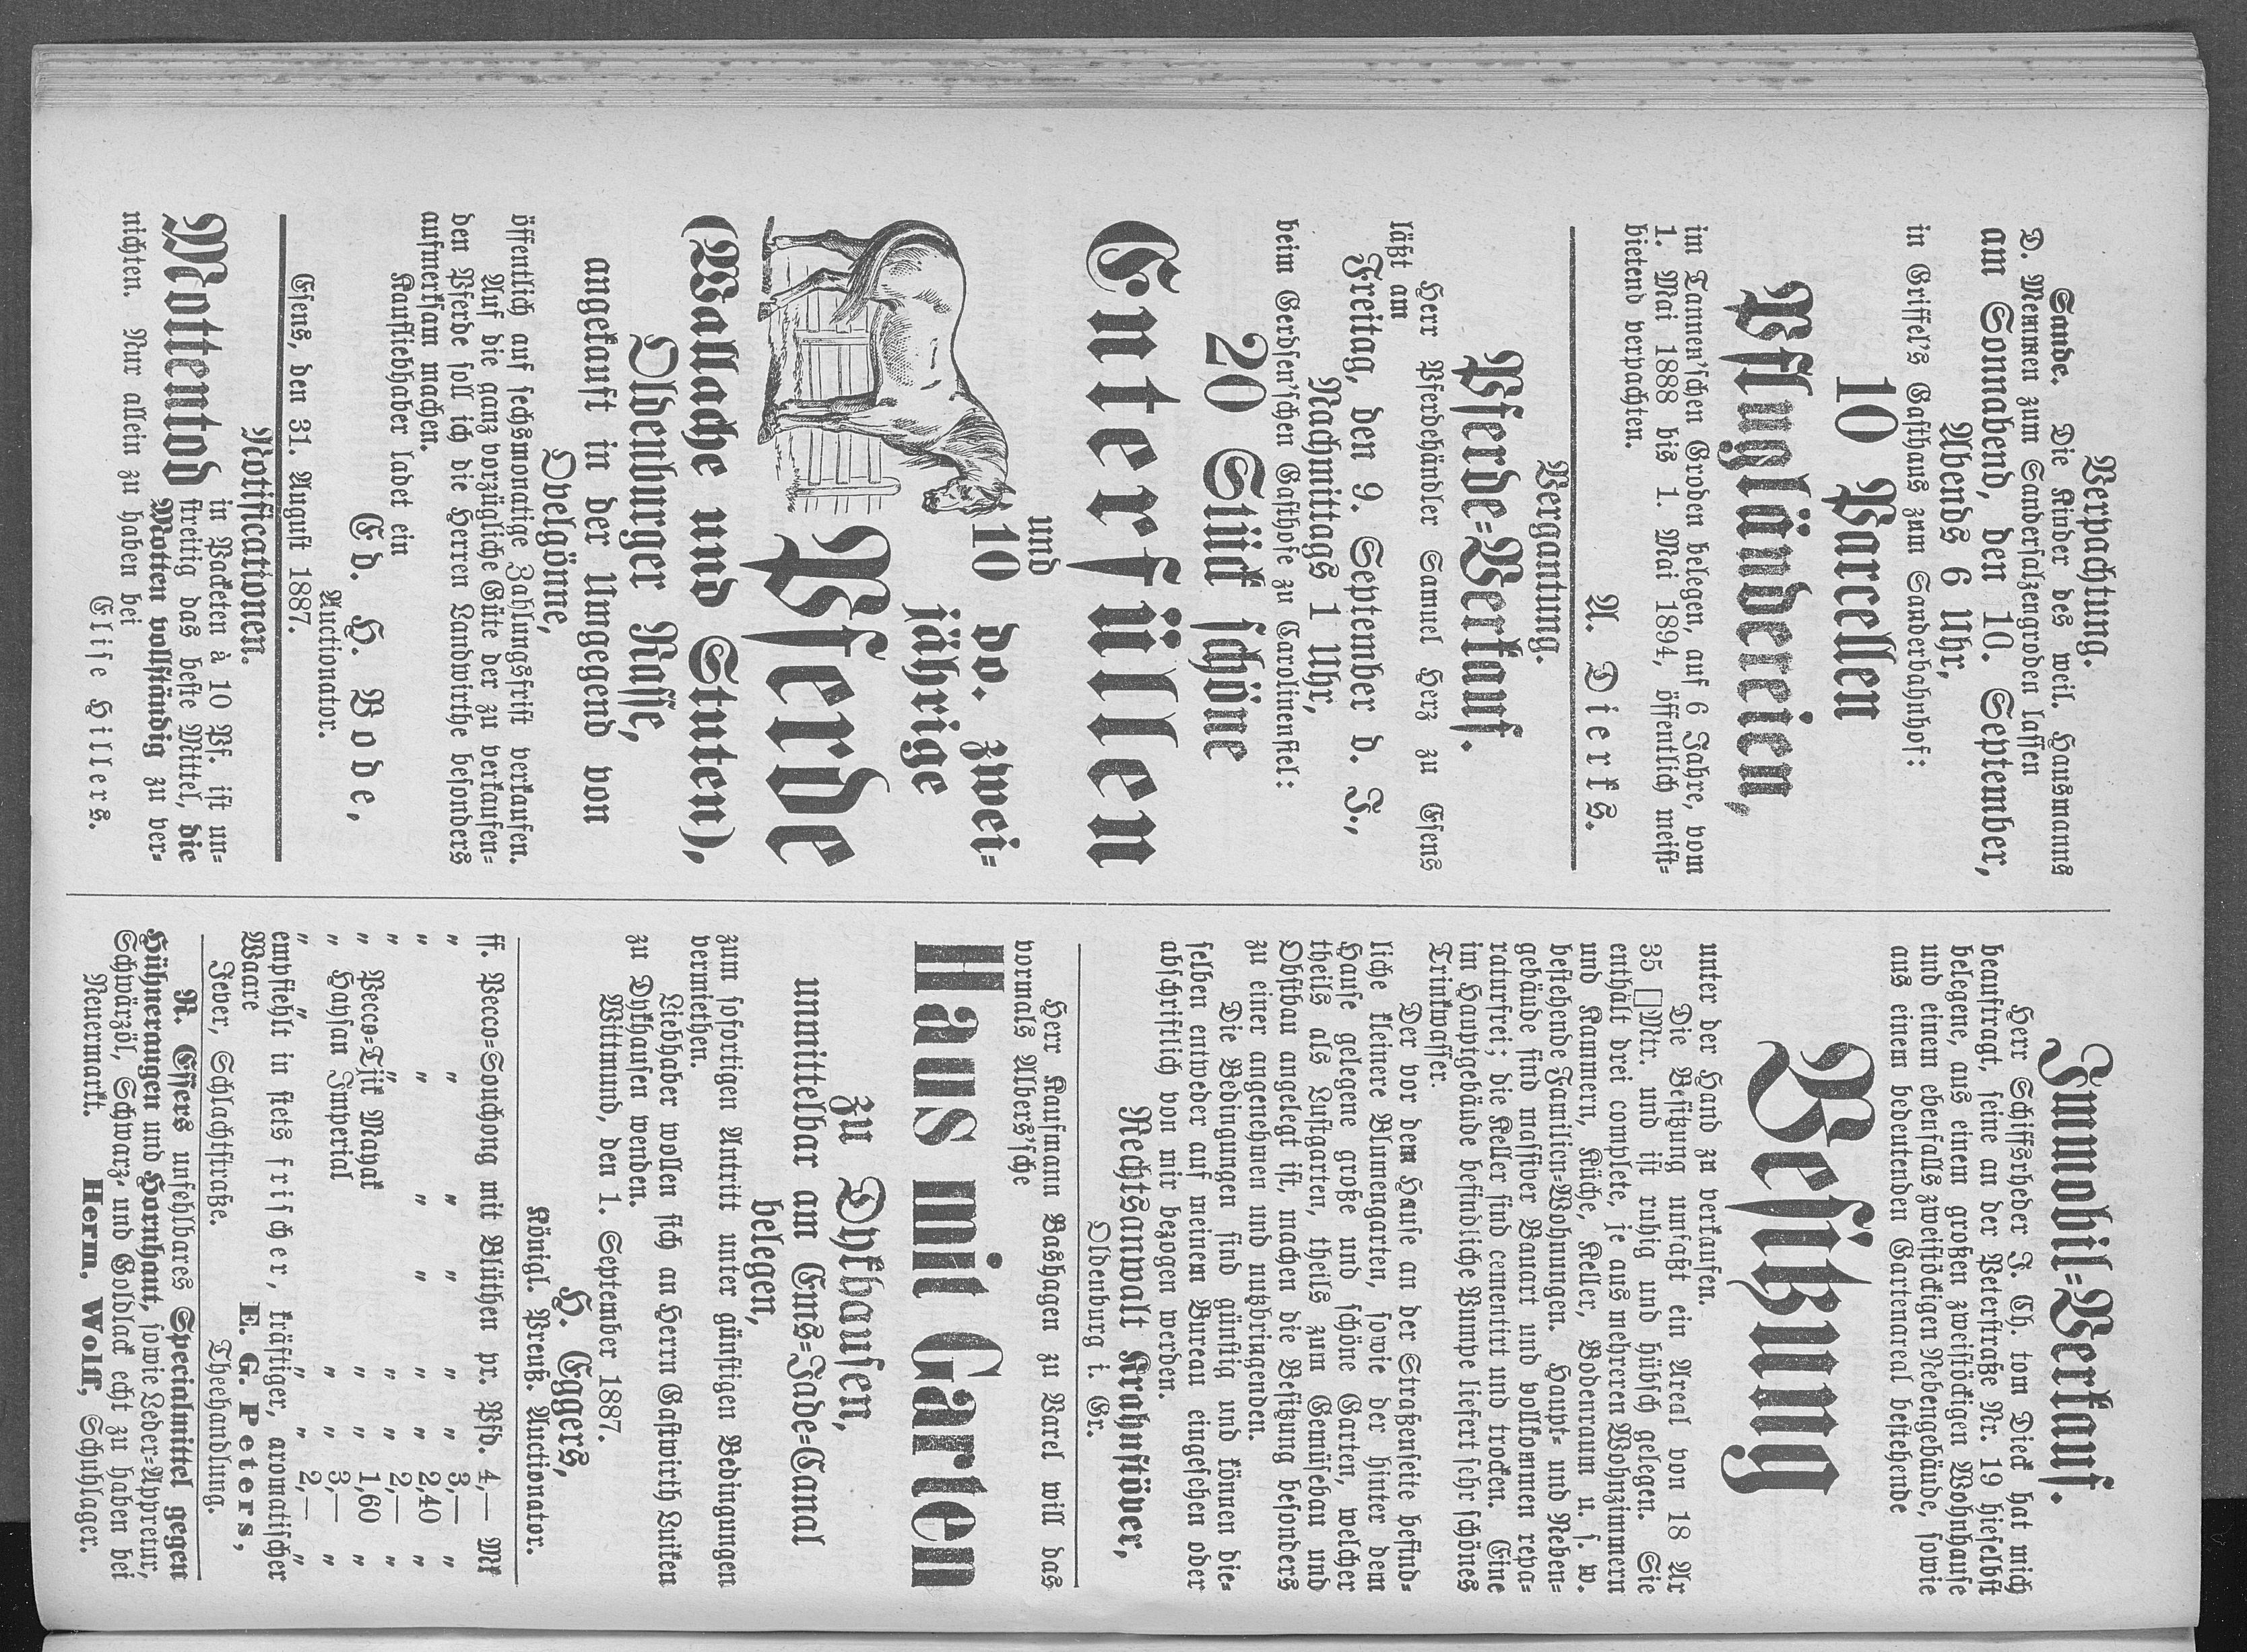 Verpachtung.
Sande. Die Kinder des weil. Hausmanns
D. Memmen zum Sandersalzengroden lassen
am Sonnabend, den 10. September,
Abends 6 Uhr,
in Griffel's Gasthaus zum Sanderbahnhof:
10 Parcellen
Pflugländereien,
im Tannen'schen Groden belegen, auf 6 Jahre, vom
1. Mai 1888 bis 1. Mai 1894, öffentlich meist-
bietend verpachten.
A. Dierks.
Vergantung.
Pferde-Verkauf.
Herr Pferdehändler Samuel Herz zu Esens
läßt am
Freitag, den 9. September d. J.,
Nachmittags 1 Uhr,
beim Gerdsen'schen Gasthofe zu Carolinensiel:
20 Stück schöne
Enterfüllen
und
10 do. zwei-
jährige
Pferde
(Wallache und Stuten),
Oldenburger Rasse,
angekauft in der Umgegend von
Ovelgönne,
öffentlich auf sechsmonatige Zahlungsfrist verkaufen.
Auf die ganz vorzügliche Güte der zu verkaufen-
den Pferde soll ich die Herren Landwirthe besonders
aufmerksam machen.
Kaufliebhaber ladet ein
Ed. H. Bode,
Auctionator.
Esens, den 31. August 1887.
Notificationen.
Mottentod in Packeten à 10 Pf. ist un-
streitig das beste Mittel, die
Motten vollständig zu ver-
nichten. Nur allein zu haben bei
Elise Hillers.
Immobil-Verkauf.
Herr Schiffsrheder J. Th. tom Dieck hat mich
beauftragt, seine an der Peterstraße Nr. 19 hieselbst
belegene, aus einem großen zweistöckigen Wohnhause
und einem ebenfalls zweistöckigen Nebengebäude, sowie
aus einem bedeutenden Gartenareal bestehende
Besitzung
unter der Hand zu verkaufen.
Die Besitzung umfaßt ein Areal von 18 Ar
35 □Mtr. und ist ruhig und hübsch gelegen. Sie
enthält drei complete, je aus mehreren Wohnzimmern
und Kammern, Küche, Keller, Bodenraum u. s. w.
bestehende Familien-Wohnungen. Haupt- und Neben-
gebäude sind massiver Bauart und vollkommen repa-
raturfrei; die Keller sind cementirt und trocken. Eine
im Hauptgebäude befindliche Pumpe liefert sehr schönes
Trinkwasser.
Der vor dem Hause an der Straßenseite befind-
liche kleinere Blumengarten, sowie der hinter dem
Hause gelegene große und schöne Garten, welcher
theils als Lustgarten, theils zum Gemüsebau und
Obstbau angelegt ist, machen die Besitzung besonders
zu einer angenehmen und nutzbringenden.
Die Bedingungen sind günstig und können die-
selben entweder auf meinem Bureau eingesehen oder
abschriftlich von mir bezogen werden.
Rechtsanwalt Krahnstöver,
Oldenburg i. Gr.
Herr Kaufmann Bashagen zu Varel will das
vormals Albers'sche
Haus mit Garten
zu Dykhausen,
unmittelbar am Ems-Jade-Canal
belegen,
zum sofortigen Antritt unter günstigen Bedingungen
vermiethen.
Liebhaber wollen sich an Herrn Gastwirth Luiken
zu Dykhausen wenden.
Wittmund, den 1. September 1887.
H. Eggers,
Königl. Preuß. Auctionator.
ff. Pecco-Souchong mit Blüthen pr. Pfd. 4,— Mk
" " " " " " 3,— "
" " " " " " 2,40 "
" " " " 2,— "
" Pecco-Tjik Mayak " " 1,60 "
" Haysan Imperial " " 3,— "
" " " " 2,— "
empfiehlt in stets frischer, kräftiger, aromatischer
Waare E. G. Peters,
Jever, Schlachtstraße. Theehandlung.
R. Essers unfehlbares Specialmittel gegen
Hühneraugen und Hornhaut, sowie Leder-Appretur,
Schwärzöl, Schwarz- und Goldlack echt zu haben bei
Neuermarkt. Herm. Wolff, Schuhlager.